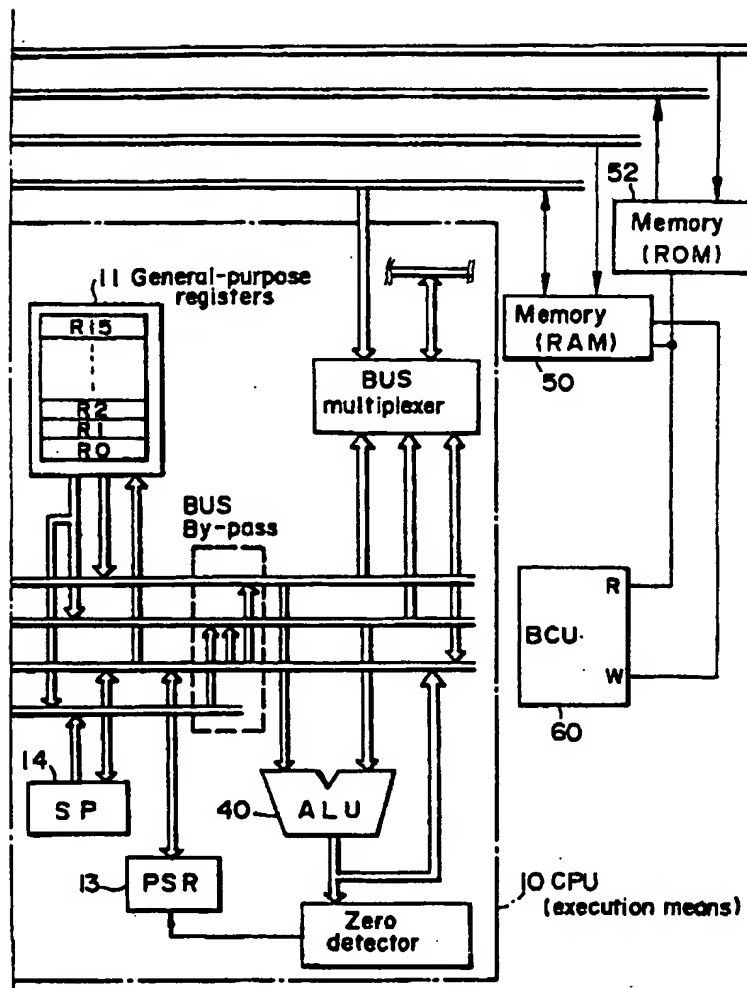 52
Memory
(ROM)
11 General-purpose
registers
R15
R2
R1
R0
Memory
(RAM)
50
BUS
multiplexer
BUS
By-pass
R
BCU
W
60
14
SP
40
ALU
13
PSR
Zero
detector
10 CPU
(execution means)